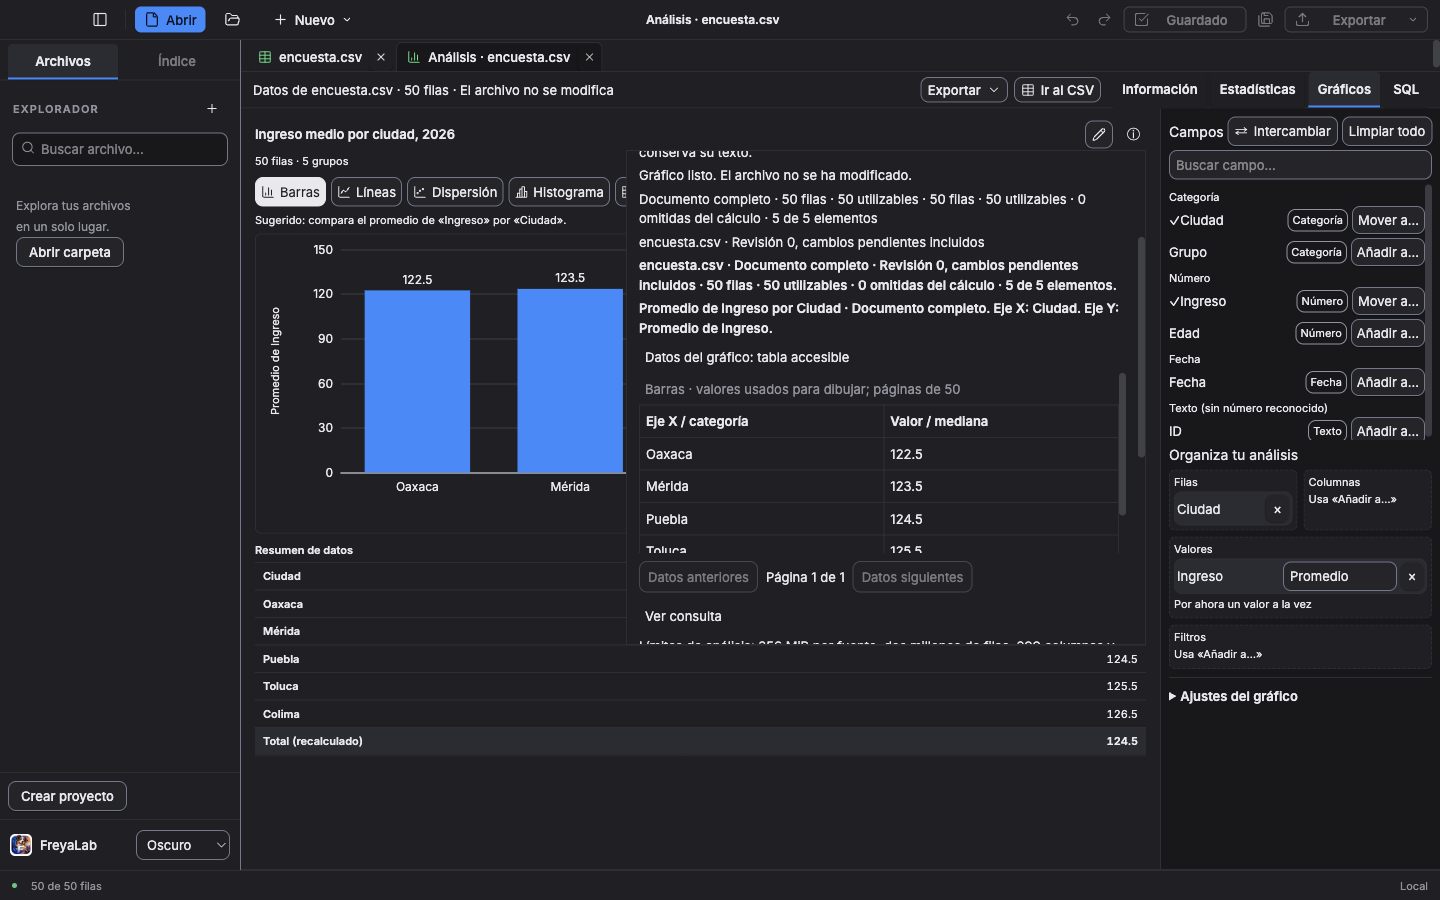 Abrir
Nuevo
Análisis · encuesta.csv
Guardado
Exportar
Archivos
Índice
EXPLORADOR
Buscar archivo...
Explora tus archivos
en un solo lugar.
Abrir carpeta
Crear proyecto
FreyaLab
Oscuro
encuesta.csv
Análisis · encuesta.csv
Datos de encuesta.csv · 50 filas · El archivo no se modifica
Exportar
Ir al CSV
Ingreso medio por ciudad, 2026
50 filas · 5 grupos
Barras
Líneas
Dispersión
Histograma
Sugerido: compara el promedio de «Ingreso» por «Ciudad».
Promedio de Ingreso
150
120
90
60
30
0
122.5
123.5
Oaxaca
Mérida
conserva su texto.
Gráfico listo. El archivo no se ha modificado.
Documento completo · 50 filas · 50 utilizables · 50 filas · 50 utilizables · 0
omitidas del cálculo · 5 de 5 elementos
encuesta.csv · Revisión 0, cambios pendientes incluidos
encuesta.csv · Documento completo · Revisión 0, cambios pendientes
incluidos · 50 filas · 50 utilizables · 0 omitidas del cálculo · 5 de 5 elementos.
Promedio de Ingreso por Ciudad · Documento completo. Eje X: Ciudad. Eje Y:
Promedio de Ingreso.
Datos del gráfico: tabla accesible
Barras · valores usados para dibujar; páginas de 50
Eje X / categoría Valor / mediana
Oaxaca 122.5
Mérida 123.5
Puebla 124.5
Toluca 125.5
Datos anteriores
Página 1 de 1
Datos siguientes
Ver consulta
Resumen de datos
Ciudad
Oaxaca
Mérida
Puebla 124.5
Toluca 125.5
Colima 126.5
Total (recalculado) 124.5
Información
Estadísticas
Gráficos
SQL
Campos
Intercambiar
Limpiar todo
Buscar campo...
Categoría
✓Ciudad Categoría Mover a...
Grupo Categoría Añadir a...
Número
✓Ingreso Número Mover a...
Edad Número Añadir a...
Fecha
Fecha Fecha Añadir a...
Texto (sin número reconocido)
ID Texto Añadir a...
Organiza tu análisis
Filas
Ciudad ×
Columnas
Usa «Añadir a...»
Valores
Ingreso Promedio ×
Por ahora un valor a la vez
Filtros
Usa «Añadir a...»
Ajustes del gráfico
50 de 50 filas
Local